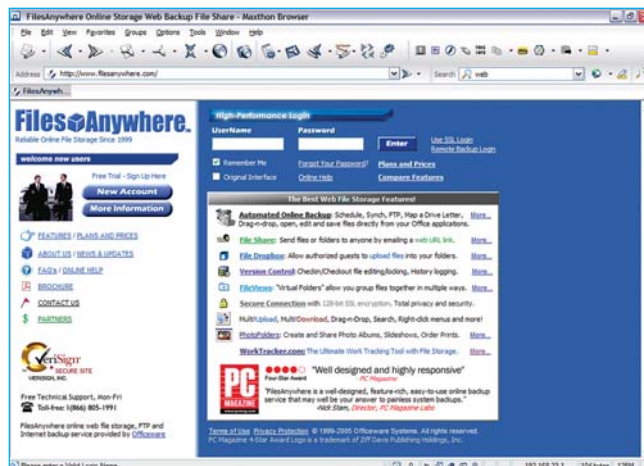 FilesAnywhere Online Storage Web Backup File Share - Maxthon Browser
File Edit View Favorites Groups Options Tools Window Help
Address http://www.filesanywhere.com/
Search web
FilesAnywh...
FilesAnywhere
Reliable Online File Storage Since 1999
welcome new users
Free Trial - Sign Up Here
New Account
More Information
FEATURES / PLANS AND PRICES
ABOUT US / NEWS & UPDATES
FAQ's / ONLINE HELP
BROCHURE
CONTACT US
PARTNERS
VeriSign
SECURE SITE
VERISIGN, INC.
Free Technical Support, Mon-Fri
Toll-free: 1(866) 805-1991
FilesAnywhere online web file storage, FTP and
Internet backup service provided by Officeware
High-Performance Login
UserName Password
Enter
Use SSL Login
Remote Backup Login
Remember Me Forgot Your Password? Plans and Prices
Original Interface Online Help Compare Features
The Best Web File Storage Features!
Automated Online Backup: Schedule, Synch, FTP, Map a Drive Letter, More...
Drag-n-drop, open, edit and save files directly from your Office applications.
File Share: Send files or folders to anyone by emailing a web URL link. More...
File Dropbox: Allow authorized guests to upload files into your folders. More...
Version Control: Checkin/Checkout file editing/locking, History logging. More...
FileViews: "Virtual Folders" allow you group files together in multiple ways. More...
Secure Connection with 128-bit SSL encryption. Total privacy and security.
MultiUpload, MultiDownload, Drag-n-Drop, Search, Right-click menus and more!
PhotoFolders: Create and Share Photo Albums, Slideshows, Order Prints. More...
WorkTracker.com: The Ultimate Work Tracking Tool with File Storage. More...
PC
MAGAZINE
www.pcmag.com
Four-Star Award
"Well designed and highly responsive"
- PC Magazine
"FilesAnywhere is a well-designed, feature-rich, easy-to-use online backup
service that may well be your answer to painless system backups."
-Nick Stam, Director, PC Magazine Labs
Terms of Use Privacy Protection © 1999-2005 Officeware Systems. All rights reserved.
PC Magazine 4-Star Award Logo is a trademark of Ziff Davis Publishing Holdings, Inc.
Please enter a Valid Login Name